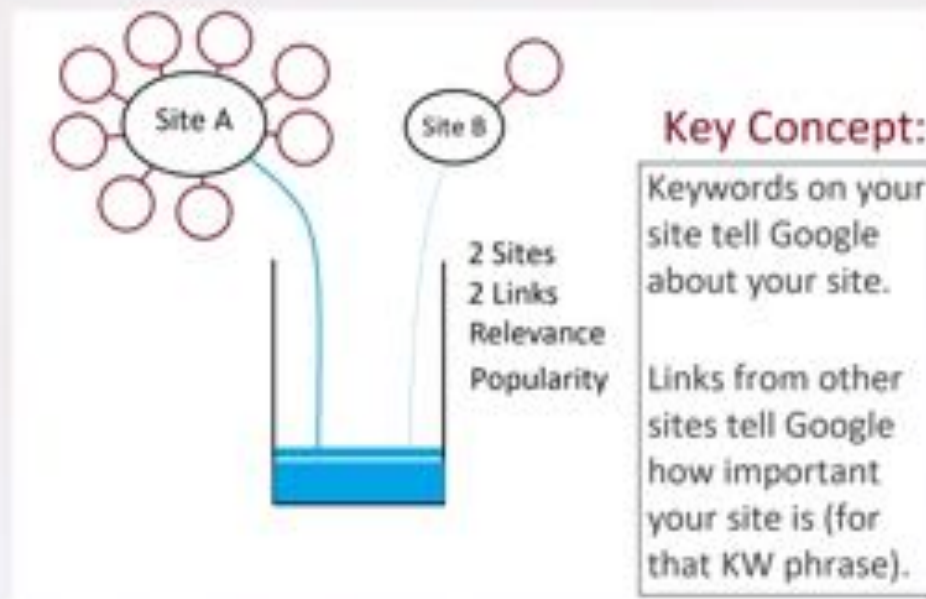 Site A
Site B
2 Sites
2 Links
Relevance
Popularity
Key Concept:
Keywords on your
site tell Google
about your site.
Links from other
sites tell Google
how important
your site is (for
that KW phrase).